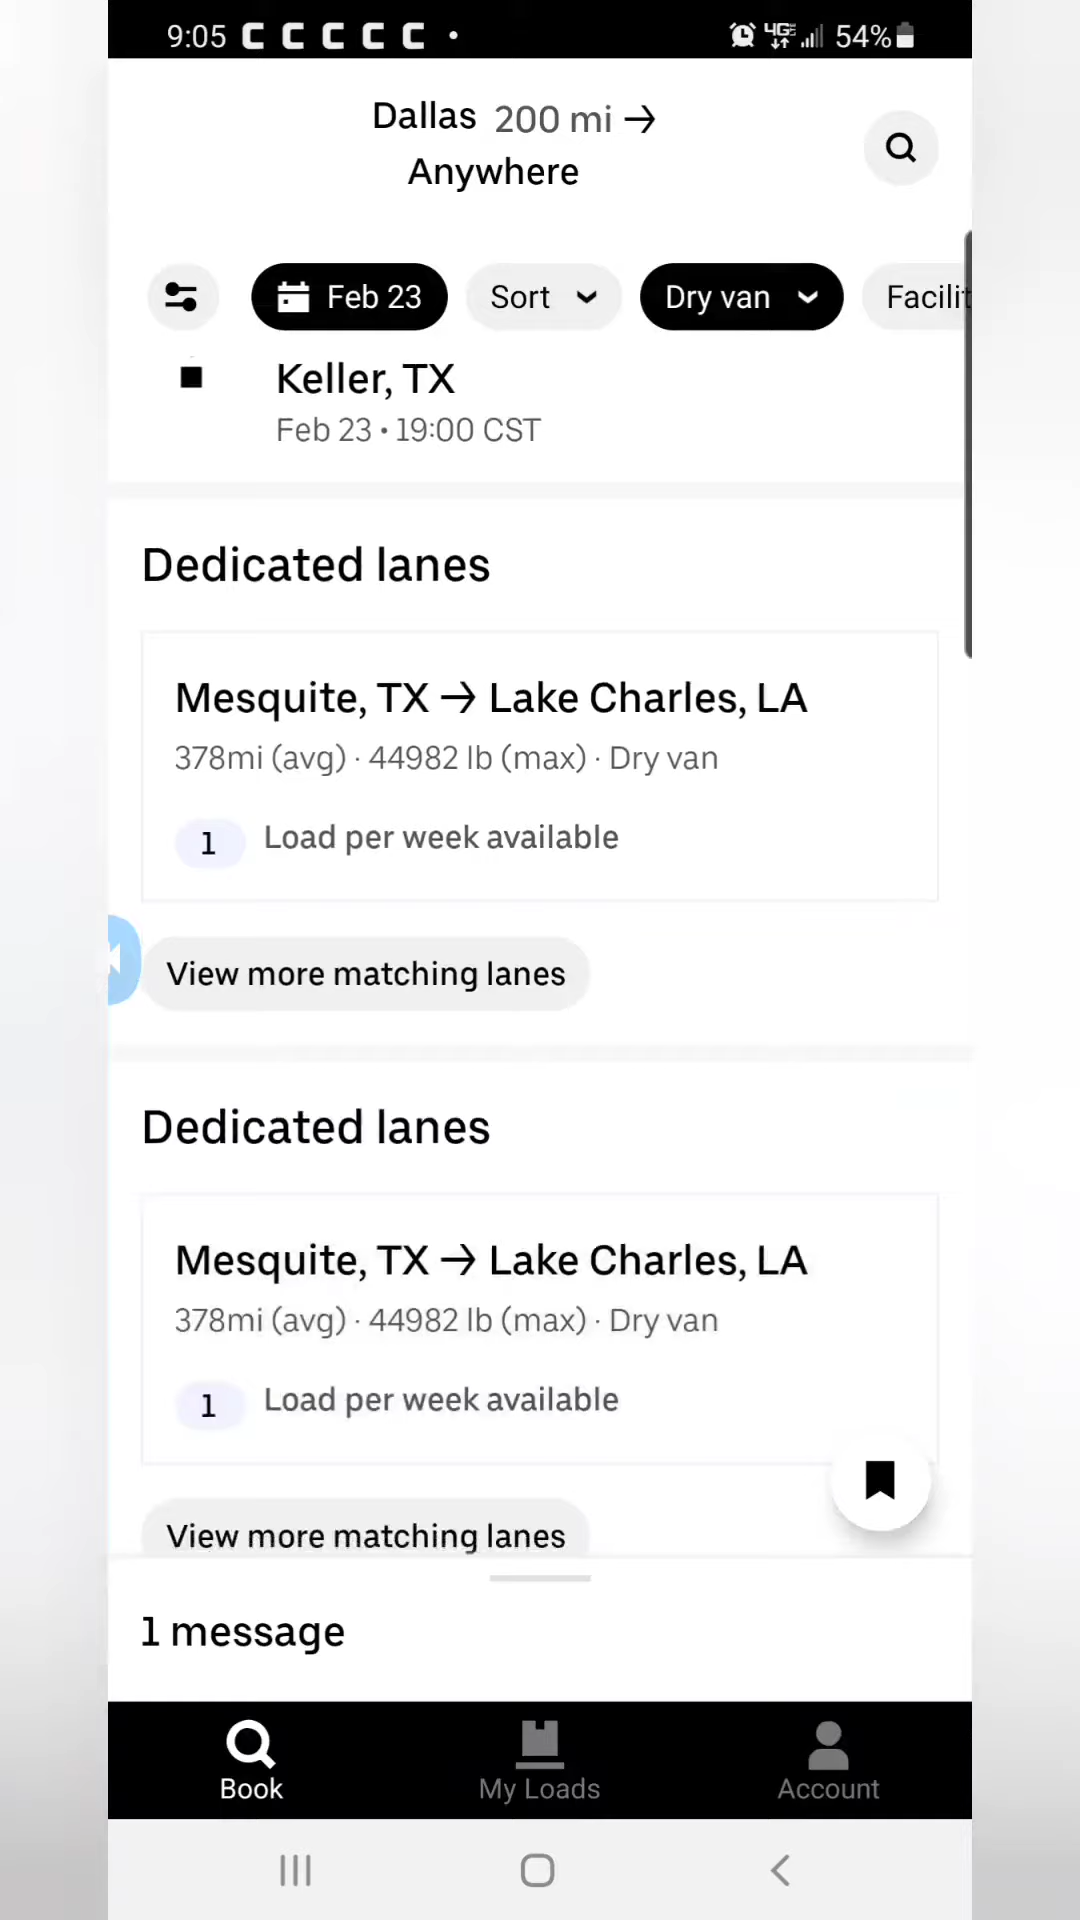 9:05 C C C C C • 4GE 54%
Dallas 200 mi →
Anywhere
Feb 23 Sort Dry van Facilit
Keller, TX
Feb 23 • 19:00 CST
Dedicated lanes
Mesquite, TX → Lake Charles, LA
378mi (avg) · 44982 lb (max) · Dry van
1 Load per week available
View more matching lanes
Dedicated lanes
Mesquite, TX → Lake Charles, LA
378mi (avg) · 44982 lb (max) · Dry van
1 Load per week available
View more matching lanes
1 message
Book My Loads Account